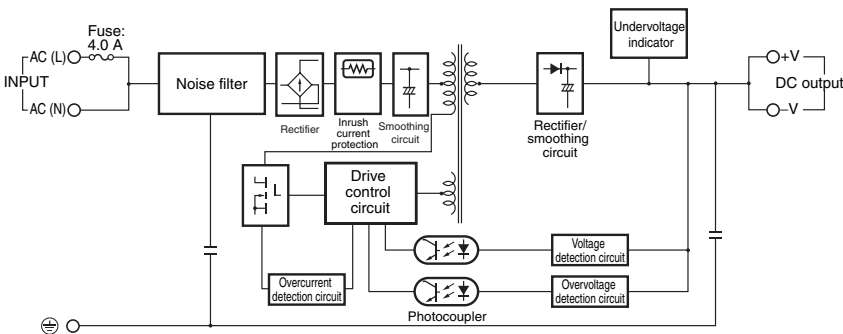 Fuse:
4.0 A
AC (L)
INPUT
AC (N)
Noise filter
Rectifier
Inrush
current
protection
Smoothing
circuit
Undervoltage
indicator
Rectifier/
smoothing
circuit
+V
DC output
−V
Drive
control
circuit
Overcurrent
detection circuit
Voltage
detection circuit
Overvoltage
detection circuit
Photocoupler